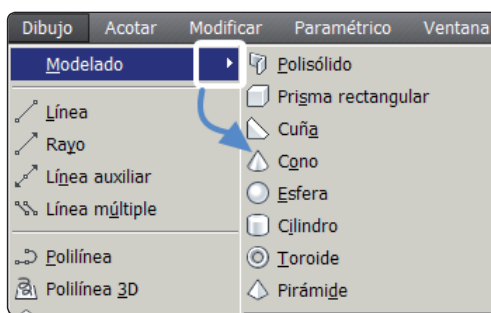 Dibujo Acotar Modificar Paramétrico Ventana
Modelado
Línea
Rayo
Línea auxiliar
Línea múltiple
Polilínea
Polilínea 3D
Polisólido
Prisma rectangular
Cuña
Cono
Esfera
Cilindro
Toroide
Pirámide